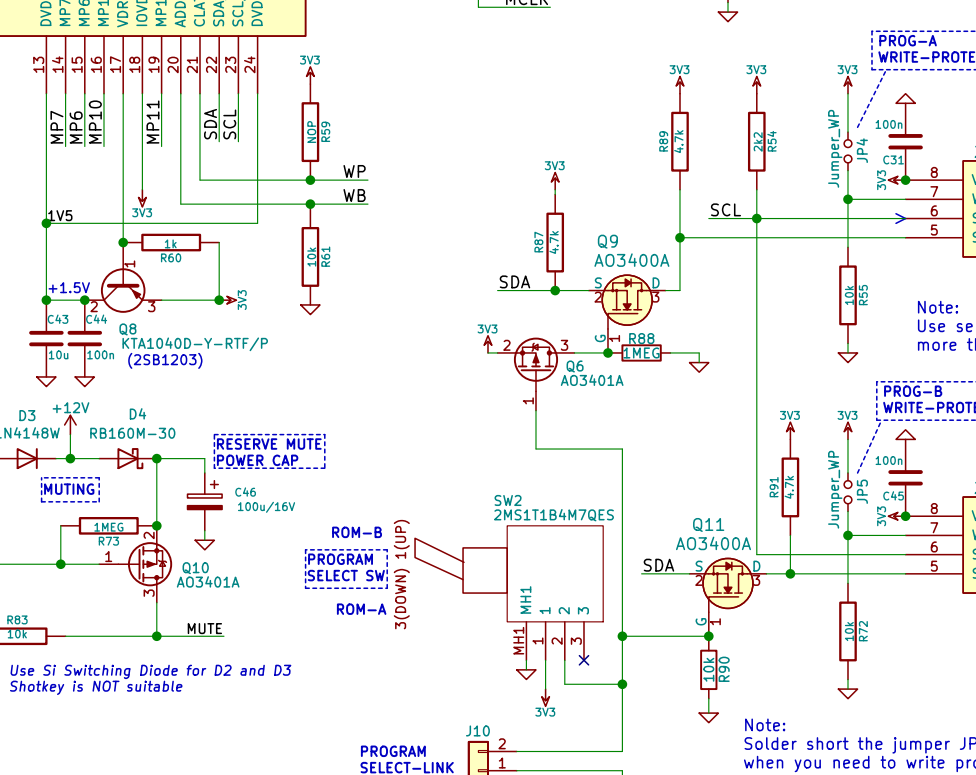 MCLK
DVD
MP7
MP6
MP1
VDR
IOVD
MP1
ADD
CLA
SDA
SCL
DVD
13
14
15
16
17
18
19
20
21
22
23
24
MP7
MP6
MP10
MP11
SDA
SCL
3V3
NOP
R59
WP
WB
3V3
1V5
10k
R61
1k
R60
+1.5V
1
2
3
3V3
C43
C44
10u
100n
Q8
KTA1040D-Y-RTF/P
(2SB1203)
PROG-A
WRITE-PROTE
3V3
3V3
3V3
R89
4.7k
2k2
R54
Jumper_WP
JP4
100n
C31
3V3
8
7
6
5
SCL
3V3
R87
4.7k
Q9
AO3400A
SDA
S
2
D
3
G
1
10k
R55
3V3
2
3
Q6
AO3401A
1
R88
1MEG
Note:
Use se
more th
D3
1N4148W
+12V
D4
RB160M-30
RESERVE MUTE
POWER CAP
MUTING
+
C46
100u/16V
1MEG
R73
1
2
3
Q10
AO3401A
R83
10k
MUTE
Use Si Switching Diode for D2 and D3
Shotkey is NOT suitable
PROG-B
WRITE-PROTE
3V3
3V3
R91
4.7k
Jumper_WP
JP5
100n
C45
3V3
8
7
6
5
SW2
2MS1T1B4M7QES
ROM-B
1(UP)
PROGRAM
SELECT SW
ROM-A
3(DOWN)
MH1
1
2
3
MH1
1
2
3
3V3
Q11
AO3400A
SDA
S
2
D
3
G
1
10k
R90
10k
R72
J10
PROGRAM
SELECT-LINK
2
1
Note:
Solder short the jumper JP
when you need to write pro